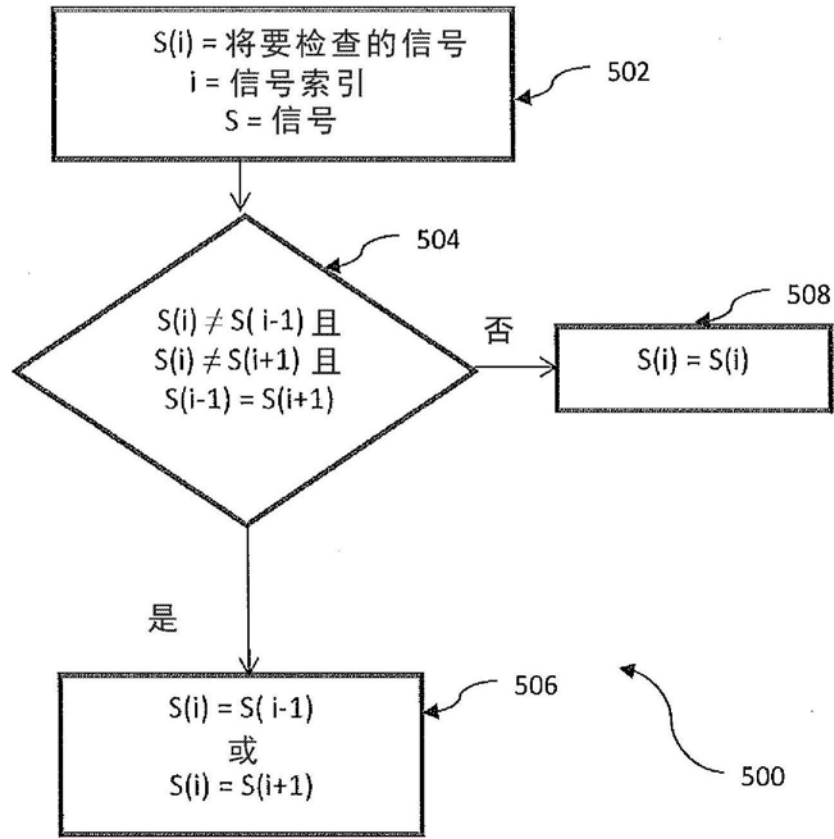 S(i) = 将要检查的信号
i = 信号索引
S = 信号
502
504
S(i) ≠ S( i-1) 且
S(i) ≠ S(i+1) 且
S(i-1) = S(i+1)
否
508
S(i) = S(i)
是
S(i) = S( i-1)
或
S(i) = S(i+1)
506
500